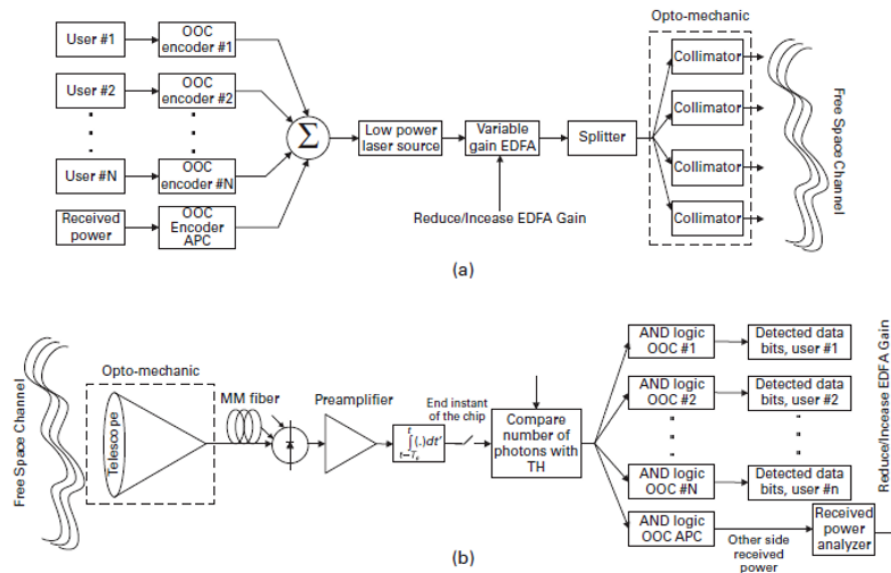 Opto-mechanic
User #1
OOC
encoder #1
Collimator
User #2
OOC
encoder #2
Collimator
Σ
Low power
laser source
Variable
gain EDFA
Splitter
Free Space Channel
User #N
OOC
encoder #N
Collimator
Received
power
OOC
Encoder
APC
Reduce/Incease EDFA Gain
Collimator
(a)
Free Space Channel
Opto-mechanic
Telescope
MM fiber
Preamplifier
t
∫(.)dt'
t-Tc
End instant
of the chip
Compare
number of
photons with
TH
AND logic
OOC #1
Detected data
bits, user #1
AND logic
OOC #2
Detected data
bits, user #2
AND logic
OOC #N
Detected data
bits, user #n
AND logic
OOC APC
Other side
received
power
Received
power
analyzer
Reduce/Increase EDFA Gain
(b)